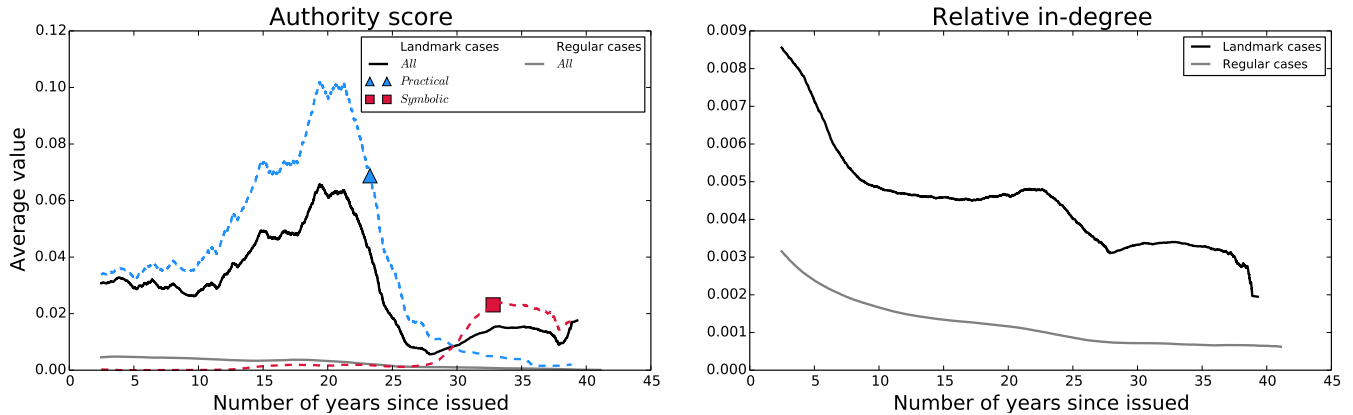 Authority score
Average value
0.12
0.10
0.08
0.06
0.04
0.02
0.00
Landmark cases Regular cases
All All
Practical
Symbolic
0 5 10 15 20 25 30 35 40 45
Number of years since issued
Relative in-degree
0.009
0.008
0.007
0.006
0.005
0.004
0.003
0.002
0.001
0.000
Landmark cases
Regular cases
0 5 10 15 20 25 30 35 40 45
Number of years since issued